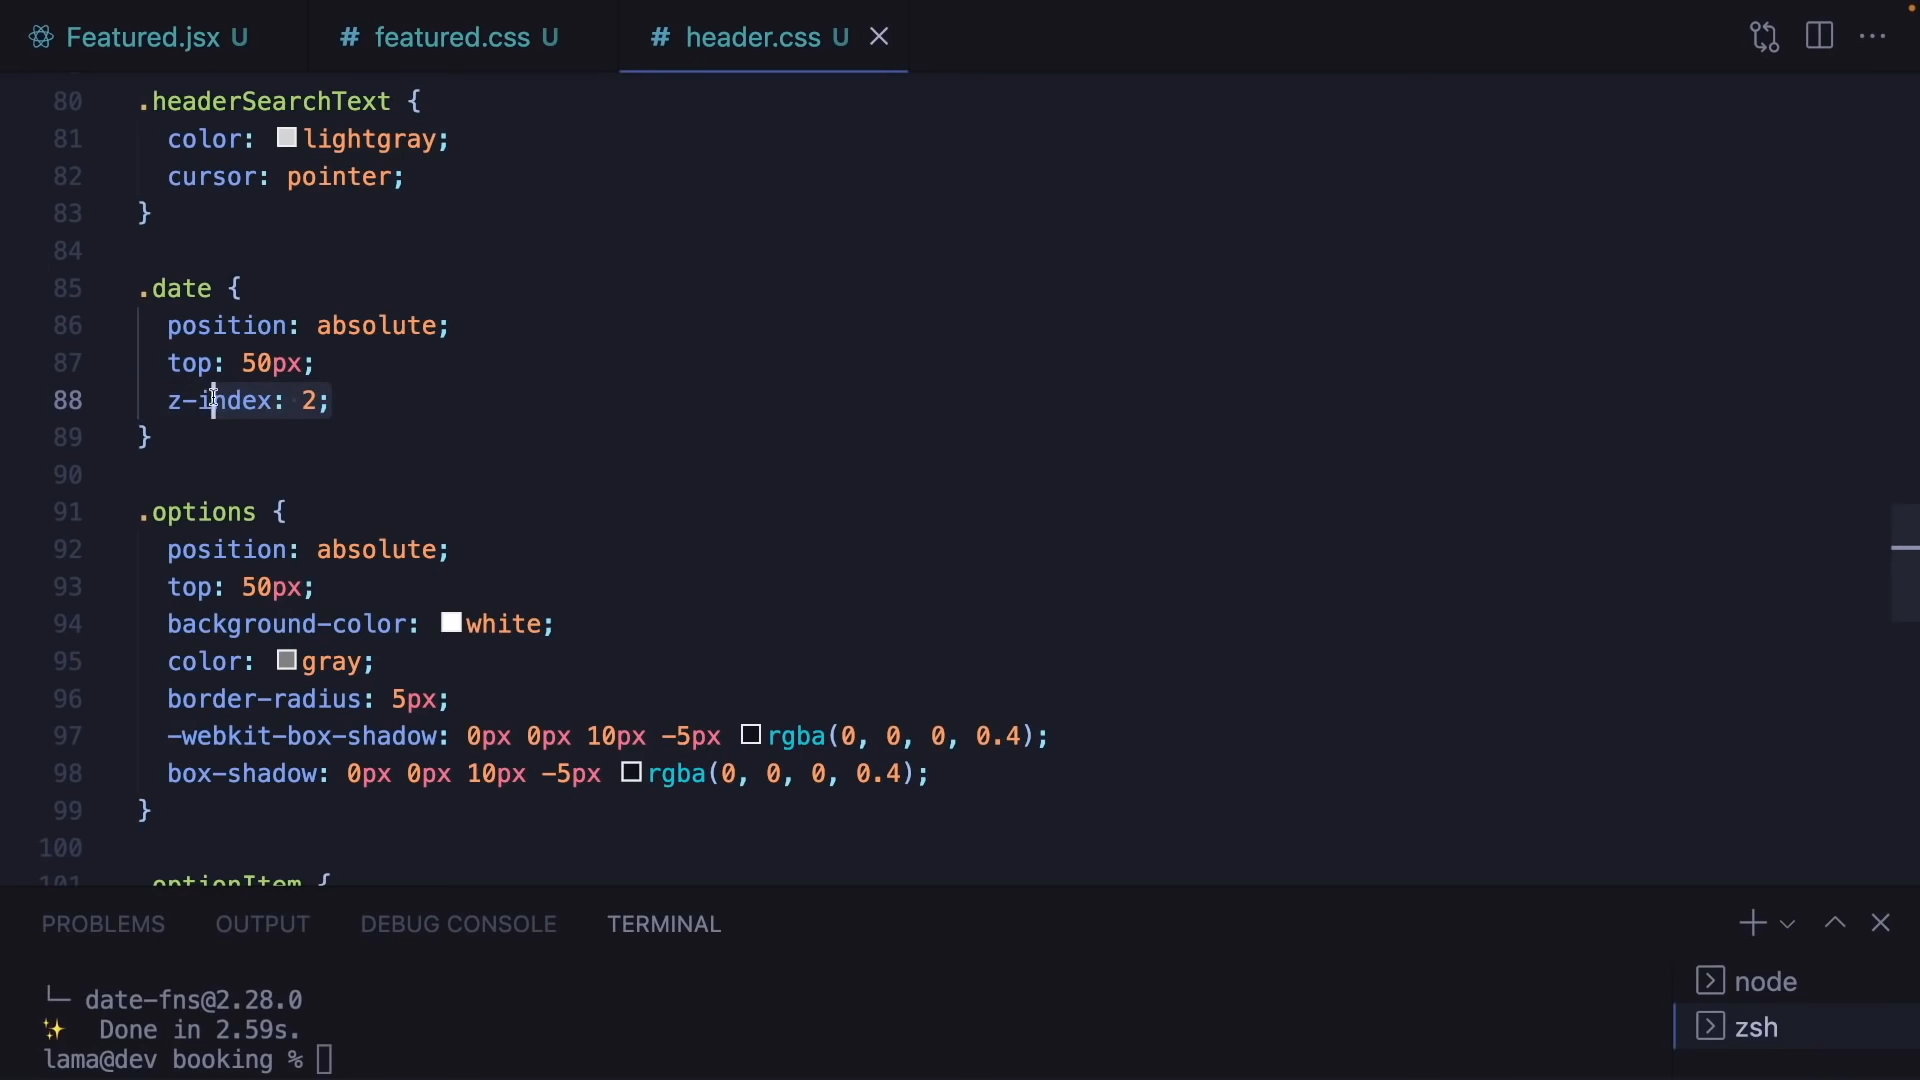 Featured.jsx U # featured.css U # header.css U
80 .headerSearchText {
81 color: lightgray;
82 cursor: pointer;
83 }
84
85 .date {
86 position: absolute;
87 top: 50px;
88 z-index: 2;
89 }
90
91 .options {
92 position: absolute;
93 top: 50px;
94 background-color: white;
95 color: gray;
96 border-radius: 5px;
97 -webkit-box-shadow: 0px 0px 10px -5px rgba(0, 0, 0, 0.4);
98 box-shadow: 0px 0px 10px -5px rgba(0, 0, 0, 0.4);
99 }
100
101 .optionItem {
PROBLEMS OUTPUT DEBUG CONSOLE TERMINAL
└─ date-fns@2.28.0
✨ Done in 2.59s.
lama@dev booking %
node
zsh